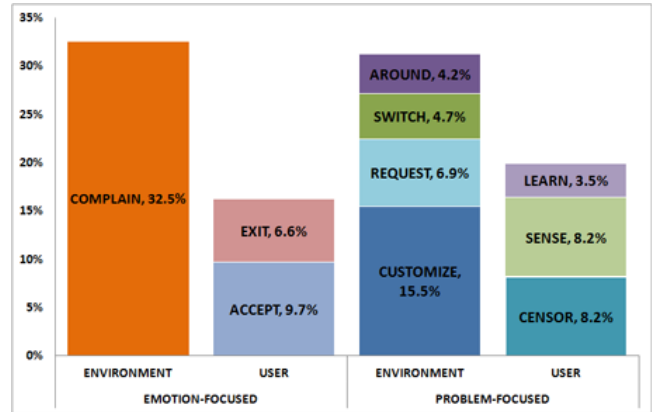 35%
30%
25%
20%
15%
10%
5%
0%
COMPLAIN, 32.5%
EXIT, 6.6%
ACCEPT, 9.7%
AROUND, 4.2%
SWITCH, 4.7%
REQUEST, 6.9%
CUSTOMIZE,
15.5%
LEARN, 3.5%
SENSE, 8.2%
CENSOR, 8.2%
ENVIRONMENT USER ENVIRONMENT USER
EMOTION-FOCUSED PROBLEM-FOCUSED